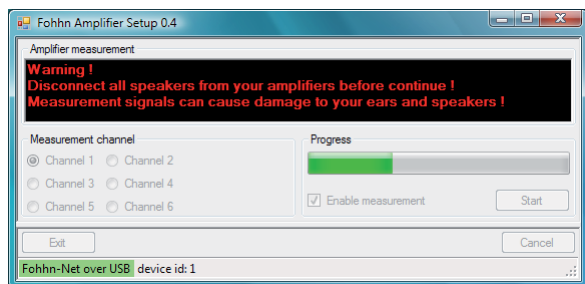 Fohhn Amplifier Setup 0.4
Amplifier measurement
Warning !
Disconnect all speakers from your amplifiers before continue !
Measurement signals can cause damage to your ears and speakers !
Measurement channel
Channel 1 Channel 2
Channel 3 Channel 4
Channel 5 Channel 6
Progress
Enable measurement Start
Exit Cancel
Fohhn-Net over USB device id: 1